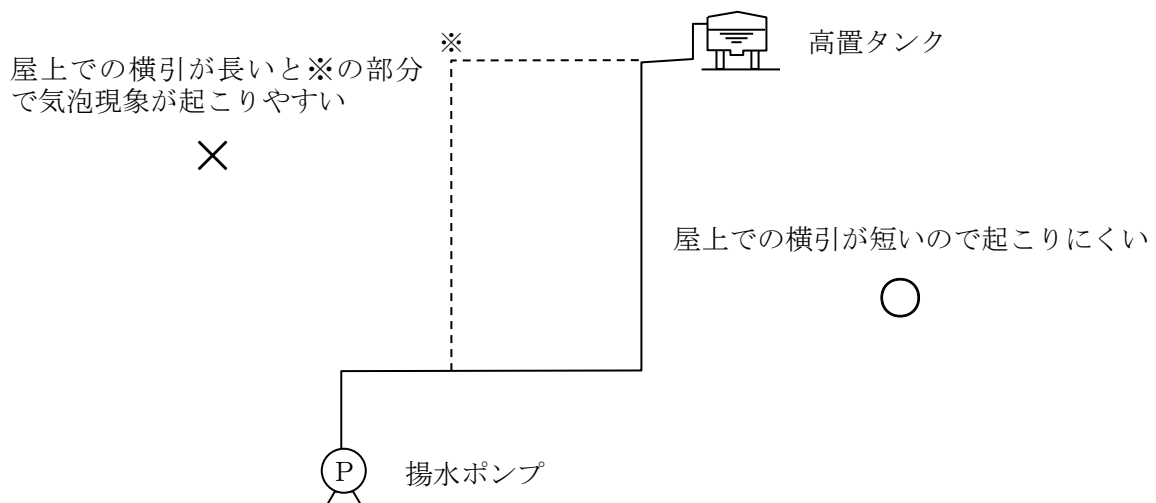 ※
高置タンク
屋上での横引が長いと※の部分
で気泡現象が起こりやすい
×
屋上での横引が短いので起こりにくい
○
P
揚水ポンプ